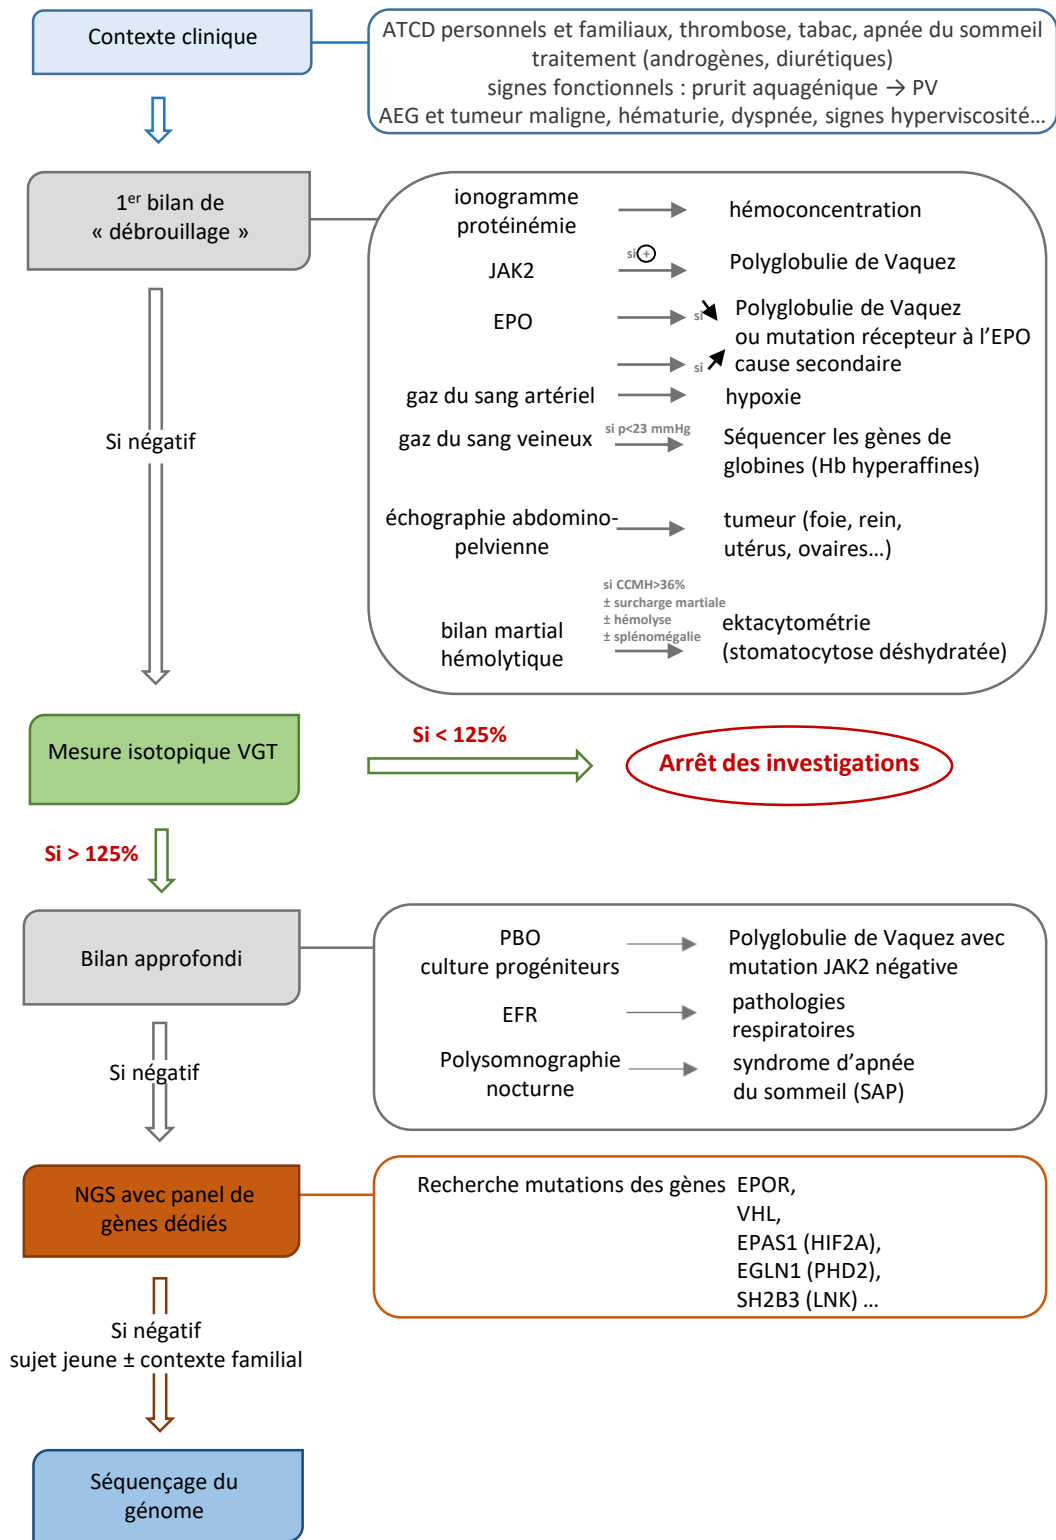 Contexte clinique
ATCD personnels et familiaux, thrombose, tabac, apnée du sommeil
traitement (androgènes, diurétiques)
signes fonctionnels : prurit aquagénique → PV
AEG et tumeur maligne, hématurie, dyspnée, signes hyperviscosité…
1er bilan de
« débrouillage »
ionogramme
protéinémie
hémoconcentration
JAK2
si +
Polyglobulie de Vaquez
EPO
si
Polyglobulie de Vaquez
ou mutation récepteur à l’EPO
si
cause secondaire
gaz du sang artériel
hypoxie
gaz du sang veineux
si p<23 mmHg
Séquencer les gènes de
globines (Hb hyperaffines)
échographie abdomino-
pelvienne
tumeur (foie, rein,
utérus, ovaires…)
bilan martial
hémolytique
si CCMH>36%
± surcharge martiale
± hémolyse
± splénomégalie
ektacytométrie
(stomatocytose déshydratée)
Si négatif
Mesure isotopique VGT
Si < 125%
Arrêt des investigations
Si > 125%
Bilan approfondi
PBO
culture progéniteurs
Polyglobulie de Vaquez avec
mutation JAK2 négative
EFR
pathologies
respiratoires
Polysomnographie
nocturne
syndrome d’apnée
du sommeil (SAP)
Si négatif
NGS avec panel de
gènes dédiés
Recherche mutations des gènes
EPOR,
VHL,
EPAS1 (HIF2A),
EGLN1 (PHD2),
SH2B3 (LNK) …
Si négatif
sujet jeune ± contexte familial
Séquençage du
génome